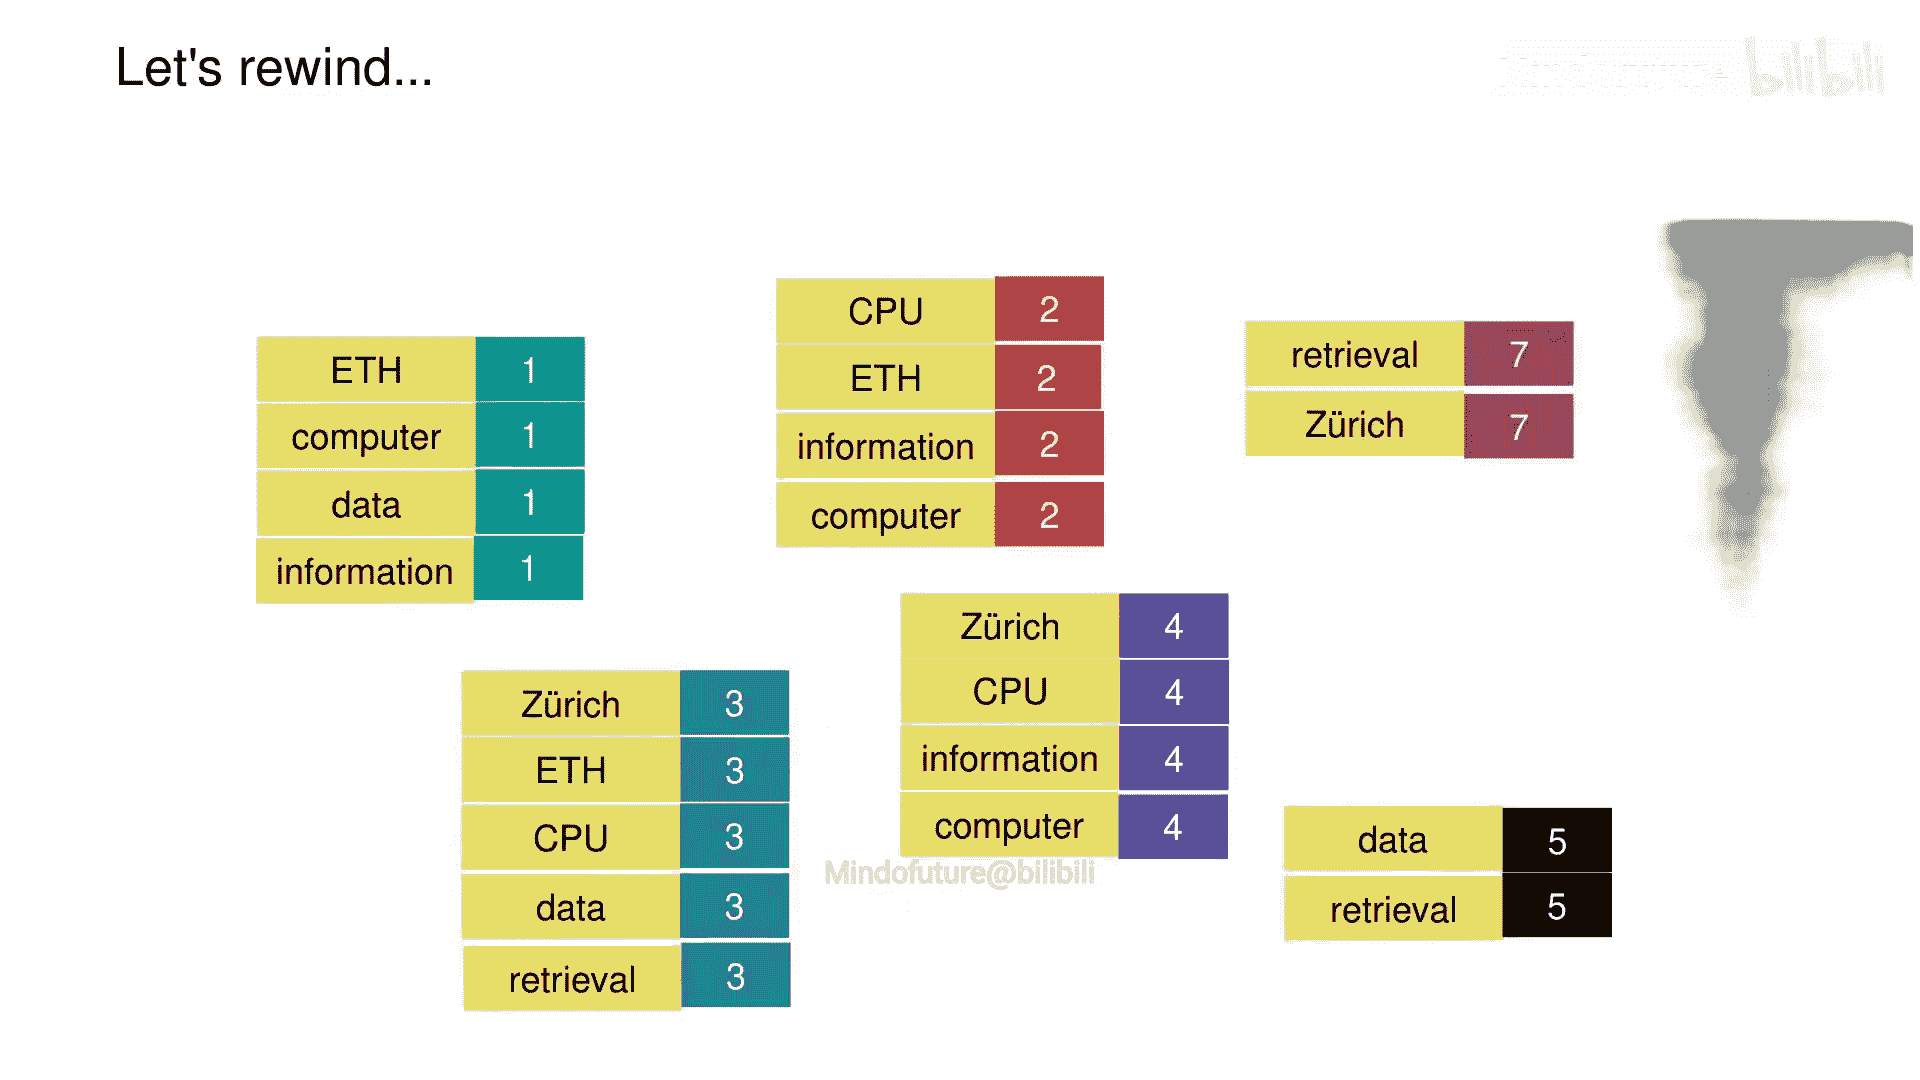 Let's rewind...
bilibili
ETH 1
computer 1
data 1
information 1
CPU 2
ETH 2
information 2
computer 2
retrieval 7
Zürich 7
Zürich 3
ETH 3
CPU 3
data 3
retrieval 3
Zürich 4
CPU 4
information 4
computer 4
Mindofuture@bilibili
data 5
retrieval 5